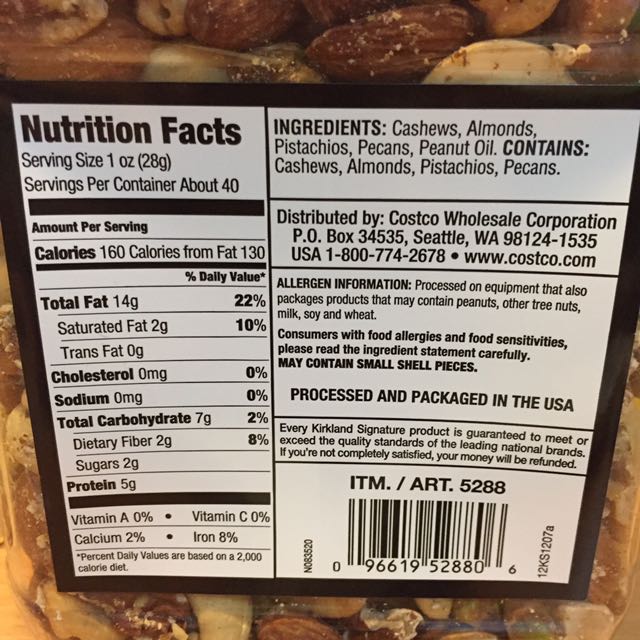 Nutrition Facts
Serving Size 1 oz (28g)
Servings Per Container About 40
Amount Per Serving
Calories 160 Calories from Fat 130
% Daily Value*
Total Fat 14g 22%
Saturated Fat 2g 10%
Trans Fat 0g
Cholesterol 0mg 0%
Sodium 0mg 0%
Total Carbohydrate 7g 2%
Dietary Fiber 2g 8%
Sugars 2g
Protein 5g
Vitamin A 0% • Vitamin C 0%
Calcium 2% • Iron 8%
*Percent Daily Values are based on a 2,000
calorie diet.
INGREDIENTS: Cashews, Almonds,
Pistachios, Pecans, Peanut Oil. CONTAINS:
Cashews, Almonds, Pistachios, Pecans.
Distributed by: Costco Wholesale Corporation
P.O. Box 34535, Seattle, WA 98124-1535
USA 1-800-774-2678 • www.costco.com
ALLERGEN INFORMATION: Processed on equipment that also
packages products that may contain peanuts, other tree nuts,
milk, soy and wheat.
Consumers with food allergies and food sensitivities,
please read the ingredient statement carefully.
MAY CONTAIN SMALL SHELL PIECES.
PROCESSED AND PACKAGED IN THE USA
Every Kirkland Signature product is guaranteed to meet or
exceed the quality standards of the leading national brands.
If you're not completely satisfied, your money will be refunded.
ITM. / ART. 5288
N083520
0 96619 52880 6
12KS1207a